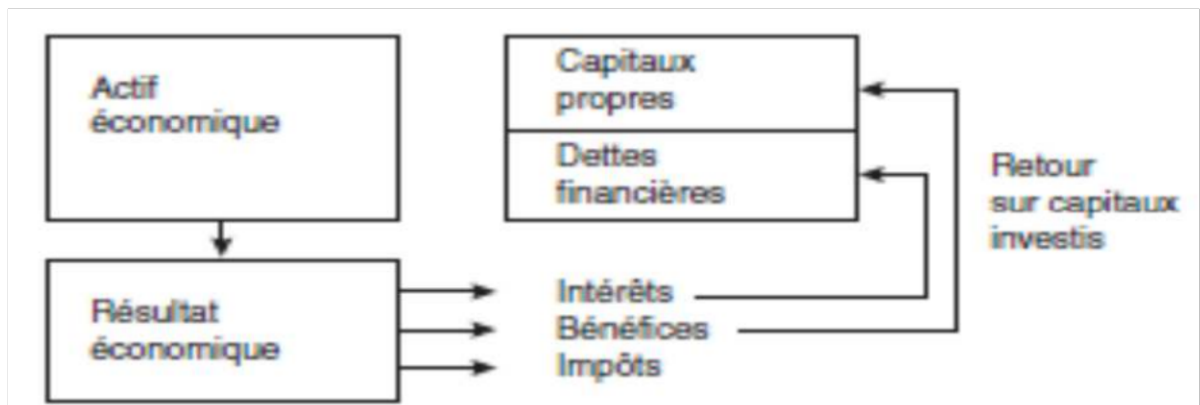 Actif
économique
Capitaux
propres
Dettes
financières
Retour
sur capitaux
investis
Résultat
économique
Intérêts
Bénéfices
Impôts